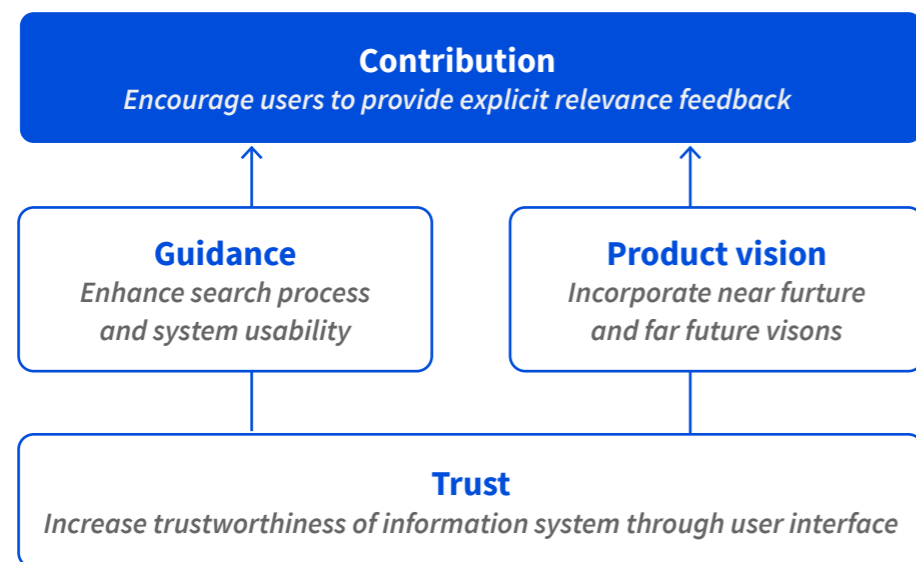 Contribution
Encourage users to provide explicit relevance feedback
Guidance
Enhance search process
and system usability
Product vision
Incorporate near furture
and far future visons
Trust
Increase trustworthiness of information system through user interface